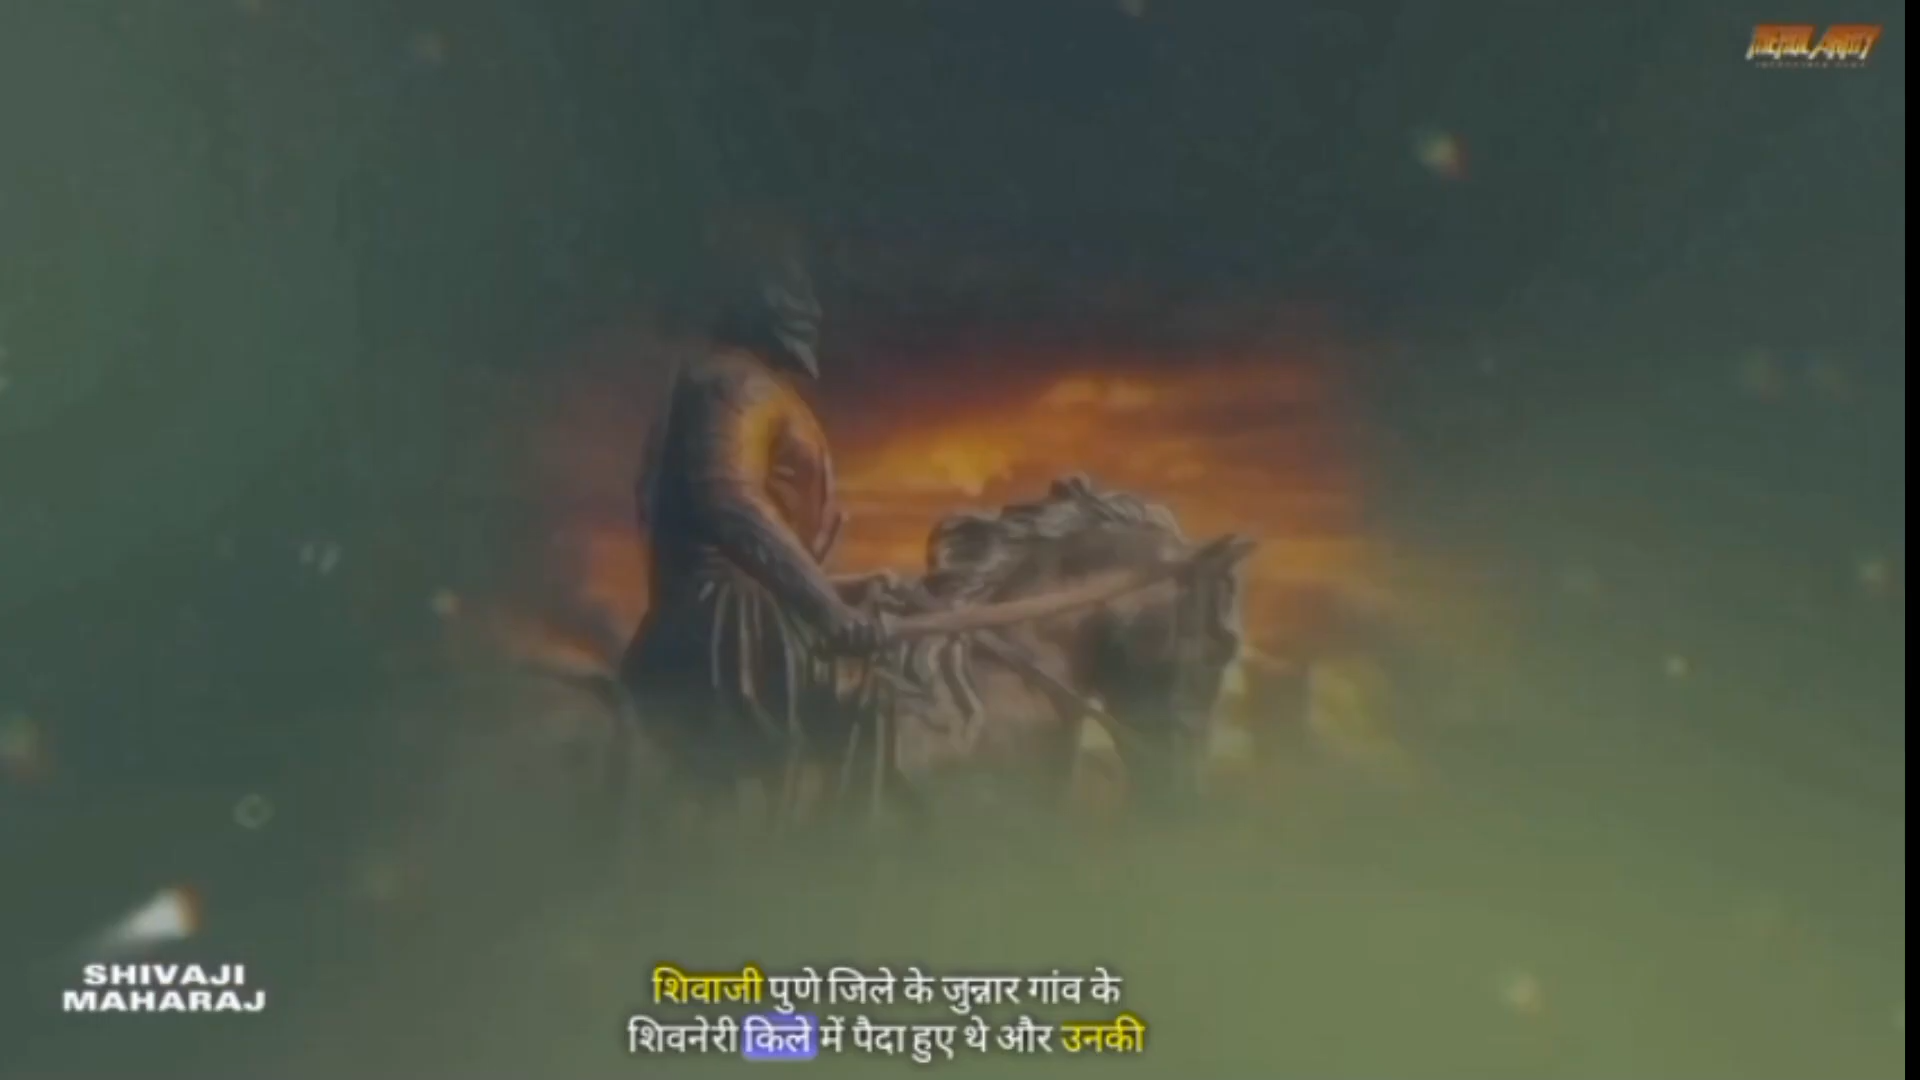 SHIVAJI
MAHARAJ
शिवाजी पुणे जिले के जुन्नार गांव के
शिवनेरी किले में पैदा हुए थे और उनकी